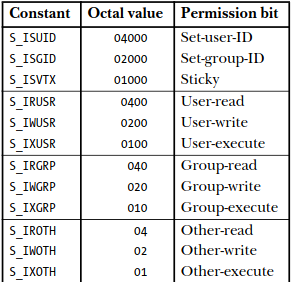 Constant Octal value Permission bit
S_ISUID 04000 Set-user-ID
S_ISGID 02000 Set-group-ID
S_ISVTX 01000 Sticky
S_IRUSR 0400 User-read
S_IWUSR 0200 User-write
S_IXUSR 0100 User-execute
S_IRGRP 040 Group-read
S_IWGRP 020 Group-write
S_IXGRP 010 Group-execute
S_IROTH 04 Other-read
S_IWOTH 02 Other-write
S_IXOTH 01 Other-execute